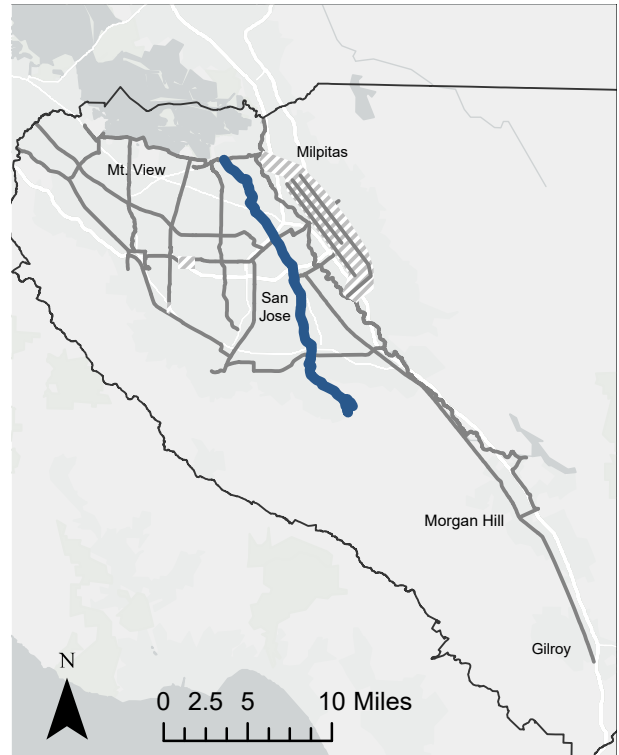 Milpitas
Mt. View
San
Jose
Morgan Hill
Gilroy
N
0 2.5 5 10 Miles